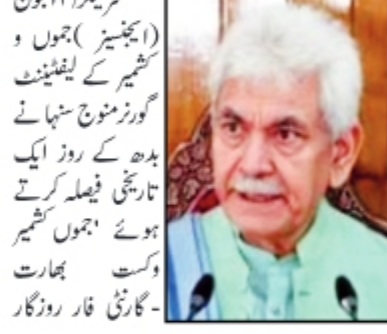 (ایجنسیز) جموں و
کشمیر کے لیفٹیننٹ
گورنر منوج سنہا نے
بدھ کے روز ایک
تاریخی فیصلہ کرتے
ہوئے 'جموں کشمیر
وکست بھارت
- گارنٹی فار روزگار